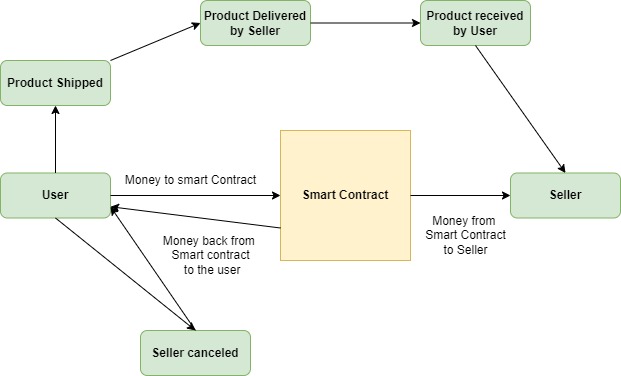 Product Delivered
by Seller
Product received
by User
Product Shipped
User
Money to smart Contract
Smart Contract
Seller
Money from
Smart Contract
to Seller
Money back from
Smart contract
to the user
Seller canceled